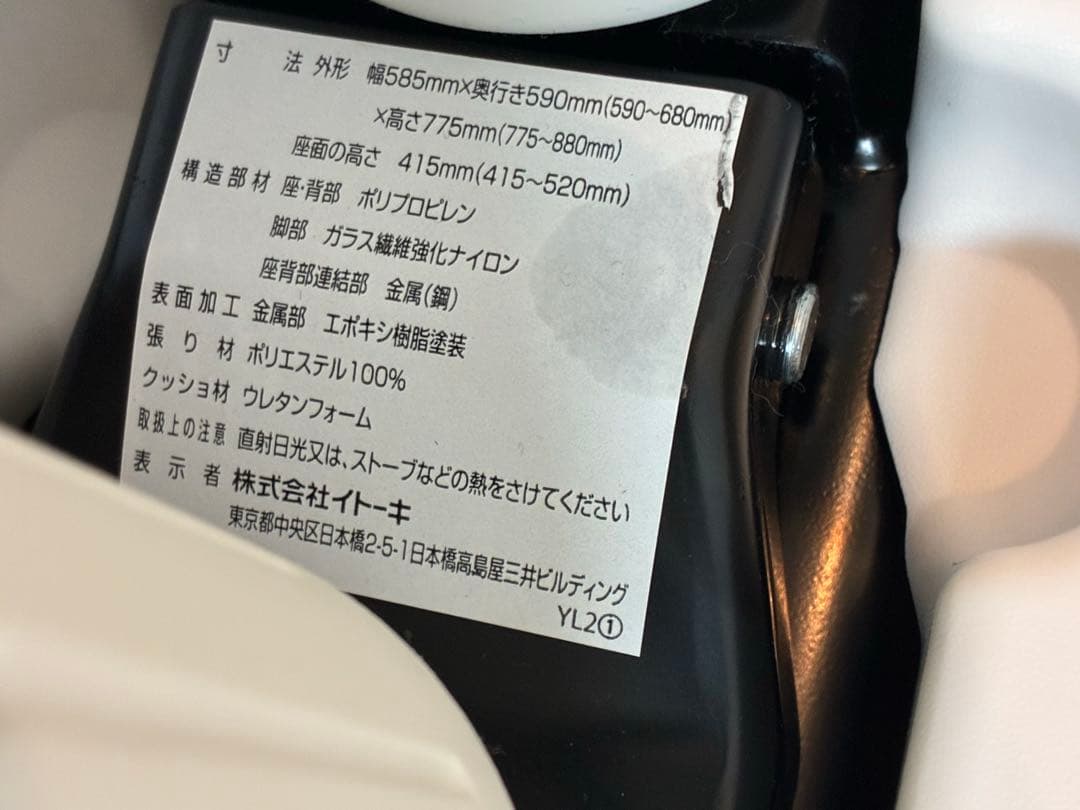 寸法 外形 幅585mm×奥行き590mm(590～680mm)
×高さ775mm(775～880mm)
座面の高さ 415mm(415～520mm)
構造部材 座・背部 ポリプロピレン
脚部 ガラス繊維強化ナイロン
座背部連結部 金属(鋼)
表面加工 金属部 エポキシ樹脂塗装
張り材 ポリエステル100%
クッショ材 ウレタンフォーム
取扱上の注意 直射日光又は、ストーブなどの熱をさけてください
表示者 株式会社イトーキ
東京都中央区日本橋2-5-1日本橋高島屋三井ビルディング
YL2①